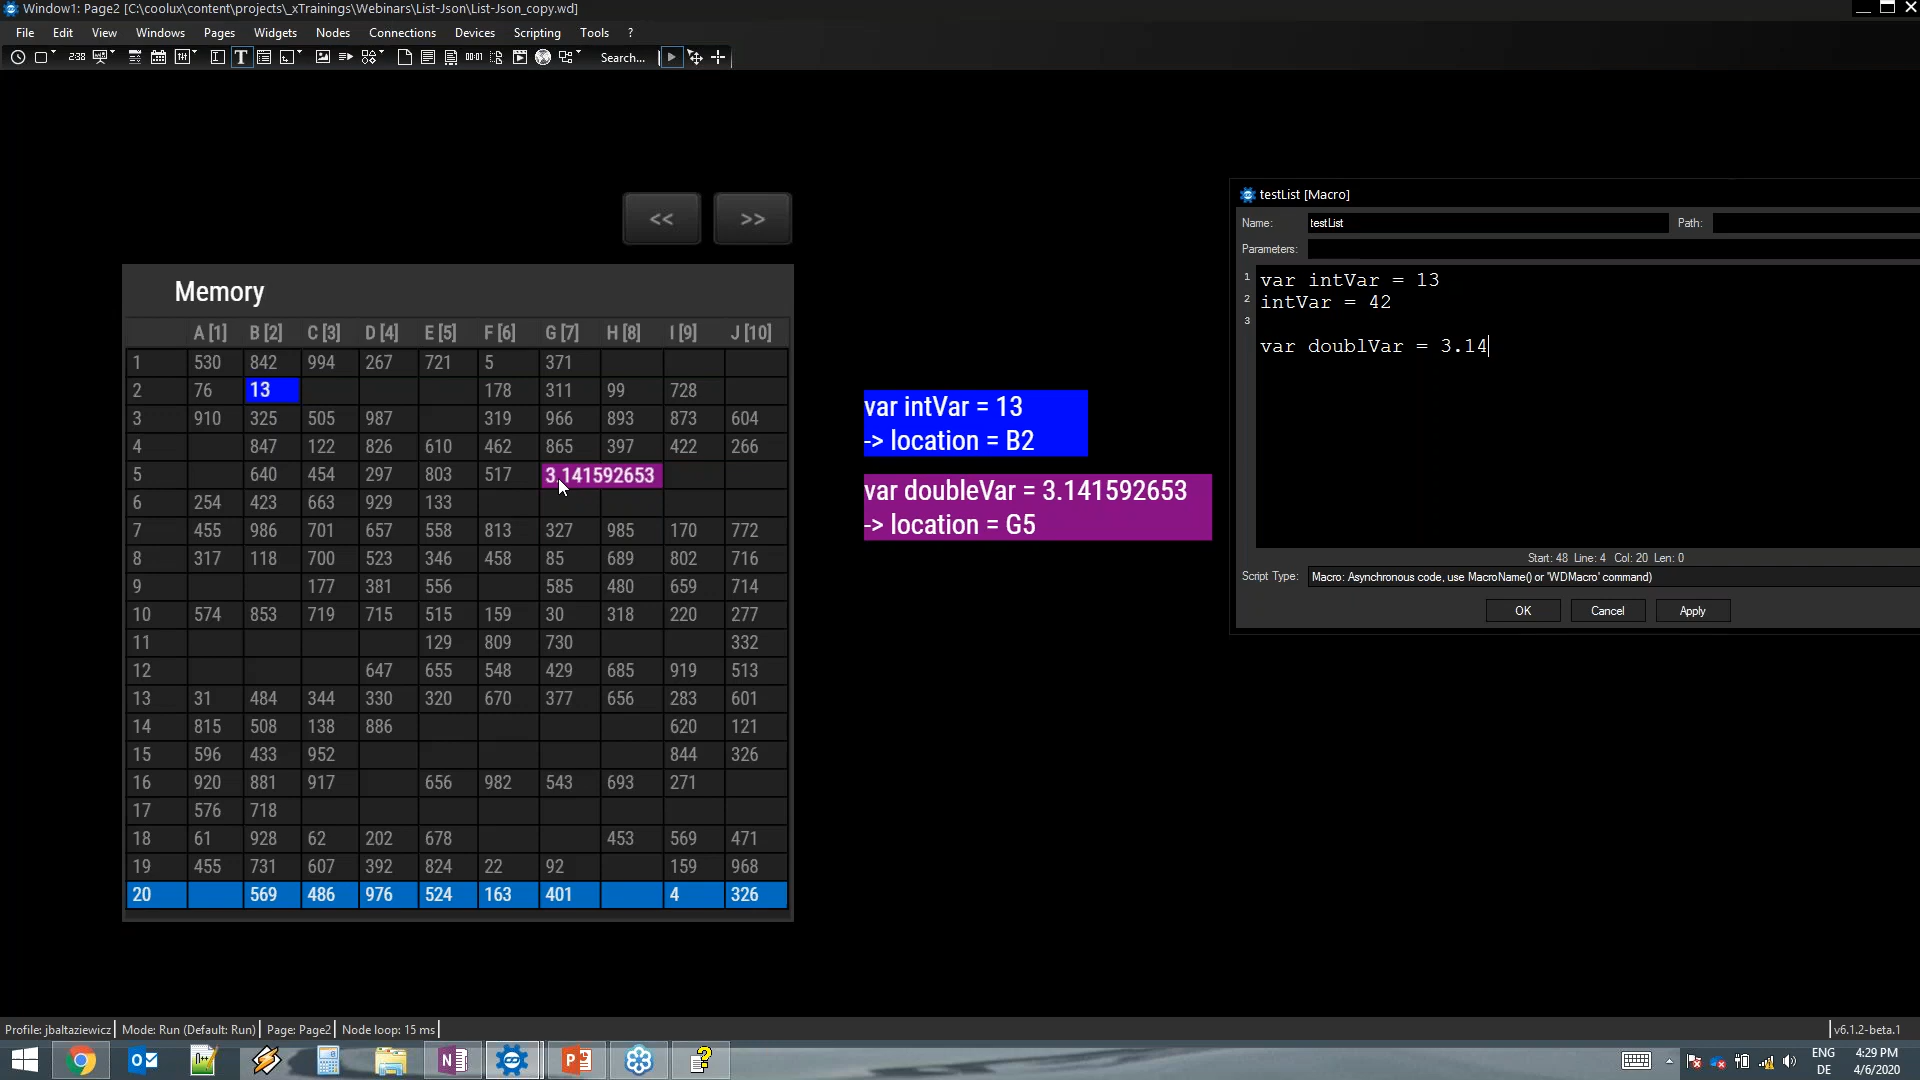 Window1: Page2 [C:\coolux\content\projects\_xTrainings\Webinars\List-Json\List-Json_copy.wd]
File Edit View Windows Pages Widgets Nodes Connections Devices Scripting Tools ?
Search...
<< >>
Memory
A [1] B [2] C [3] D [4] E [5] F [6] G [7] H [8] I [9] J [10]
1 530 842 994 267 721 5 371
2 76 13 178 311 99 728
3 910 325 505 987 319 966 893 873 604
4 847 122 826 610 462 865 397 422 266
5 640 454 297 803 517 3.141592653
6 254 423 663 929 133
7 455 986 701 657 558 813 327 985 170 772
8 317 118 700 523 346 458 85 689 802 716
9 177 381 556 585 480 659 714
10 574 853 719 715 515 159 30 318 220 277
11 129 809 730 332
12 647 655 548 429 685 919 513
13 31 484 344 330 320 670 377 656 283 601
14 815 508 138 886 620 121
15 596 433 952 844 326
16 920 881 917 656 982 543 693 271
17 576 718
18 61 928 62 202 678 453 569 471
19 455 731 607 392 824 22 92 159 968
20 569 486 976 524 163 401 4 326
var intVar = 13
-> location = B2
var doubleVar = 3.141592653
-> location = G5
testList [Macro]
Name: testList Path:
Parameters:
1 var intVar = 13
2 intVar = 42
3
var doublVar = 3.14
Start: 48 Line: 4 Col: 20 Len: 0
Script Type: Macro: Asynchronous code, use MacroName() or 'WDMacro' command)
OK Cancel Apply
Profile: jbaltaziewicz Mode: Run (Default: Run) Page: Page2 Node loop: 15 ms v6.1.2-beta.1
ENG 4:29 PM
DE 4/6/2020